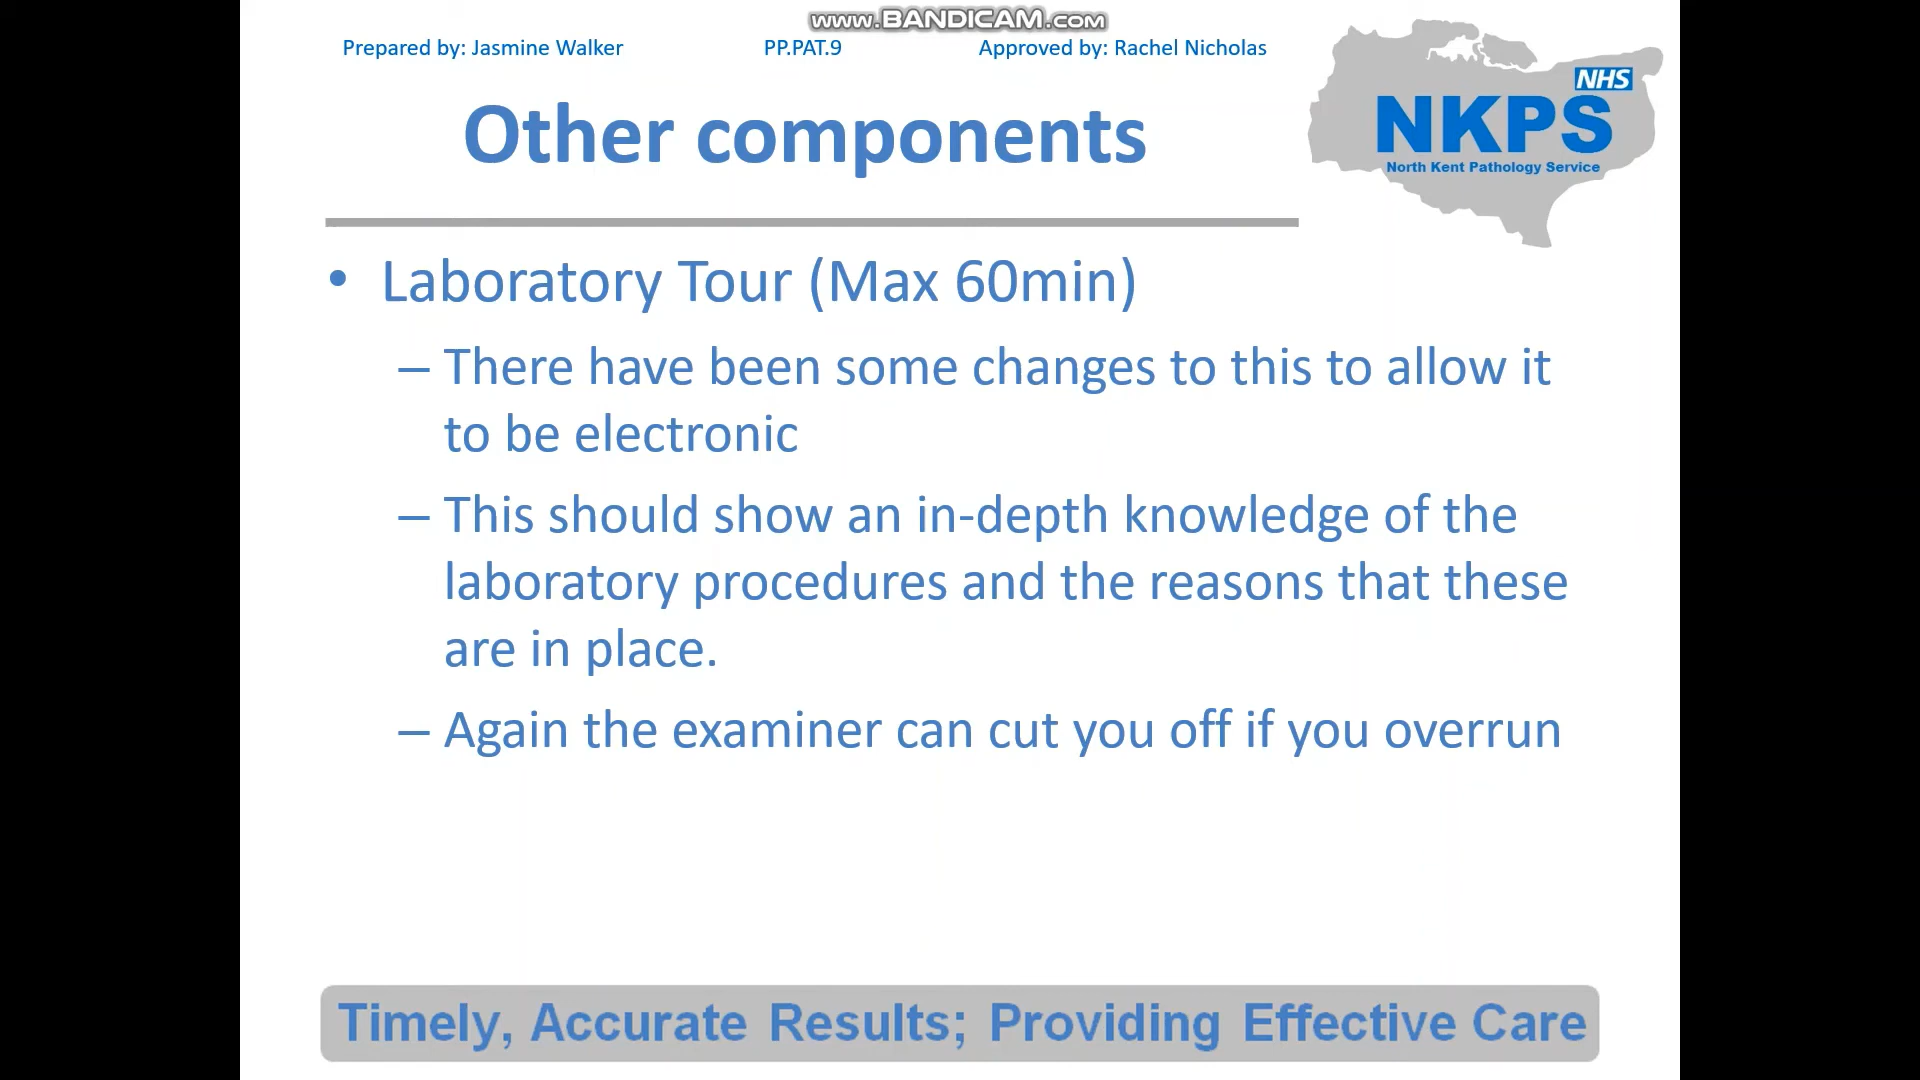 www.BANDICAM.com
Prepared by: Jasmine Walker PP.PAT.9 Approved by: Rachel Nicholas
NHS
NKPS
North Kent Pathology Service
Other components
• Laboratory Tour (Max 60min)
– There have been some changes to this to allow it
to be electronic
– This should show an in-depth knowledge of the
laboratory procedures and the reasons that these
are in place.
– Again the examiner can cut you off if you overrun
Timely, Accurate Results; Providing Effective Care